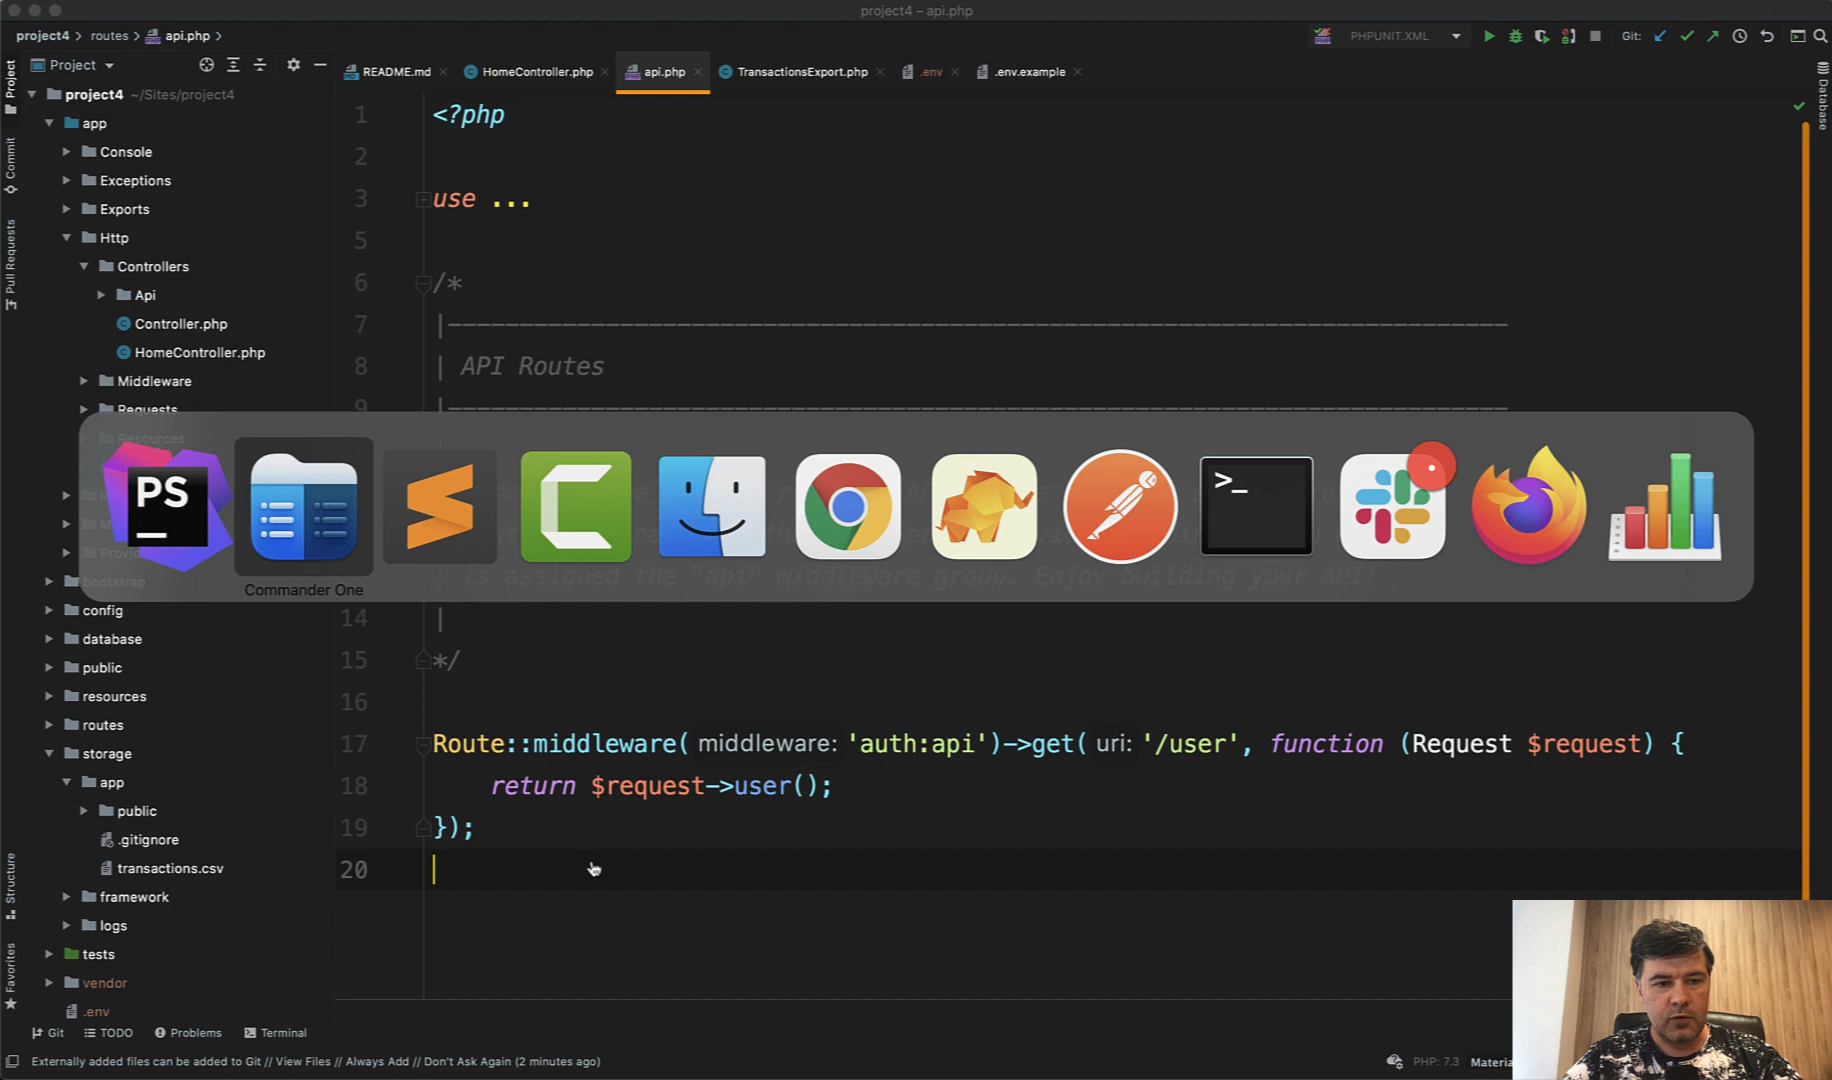 project4 – api.php
project4 > routes > api.php >
PHPUNIT.XML
Git:
Project
README.md
HomeController.php
api.php
TransactionsExport.php
.env
.env.example
Project
Commit
Pull Requests
Structure
Favorites
Database
project4 ~/Sites/project4
app
Console
Exceptions
Exports
Http
Controllers
Api
Controller.php
HomeController.php
Middleware
Requests
Resources
bootstrap
config
database
public
resources
routes
storage
app
public
.gitignore
transactions.csv
framework
logs
tests
vendor
.env
1 <?php
2
3 use ...
5
6 /*
7 |--------------------------------------------------------------------------
8 | API Routes
9 |--------------------------------------------------------------------------
is assigned the "api" middleware group. Enjoy building your API!
14 |
15 */
16
17 Route::middleware( middleware: 'auth:api')->get( uri: '/user', function (Request $request) {
18 return $request->user();
19 });
20
PS
>_
Commander One
Git
TODO
Problems
Terminal
Externally added files can be added to Git // View Files // Always Add // Don't Ask Again (2 minutes ago)
PHP: 7.3